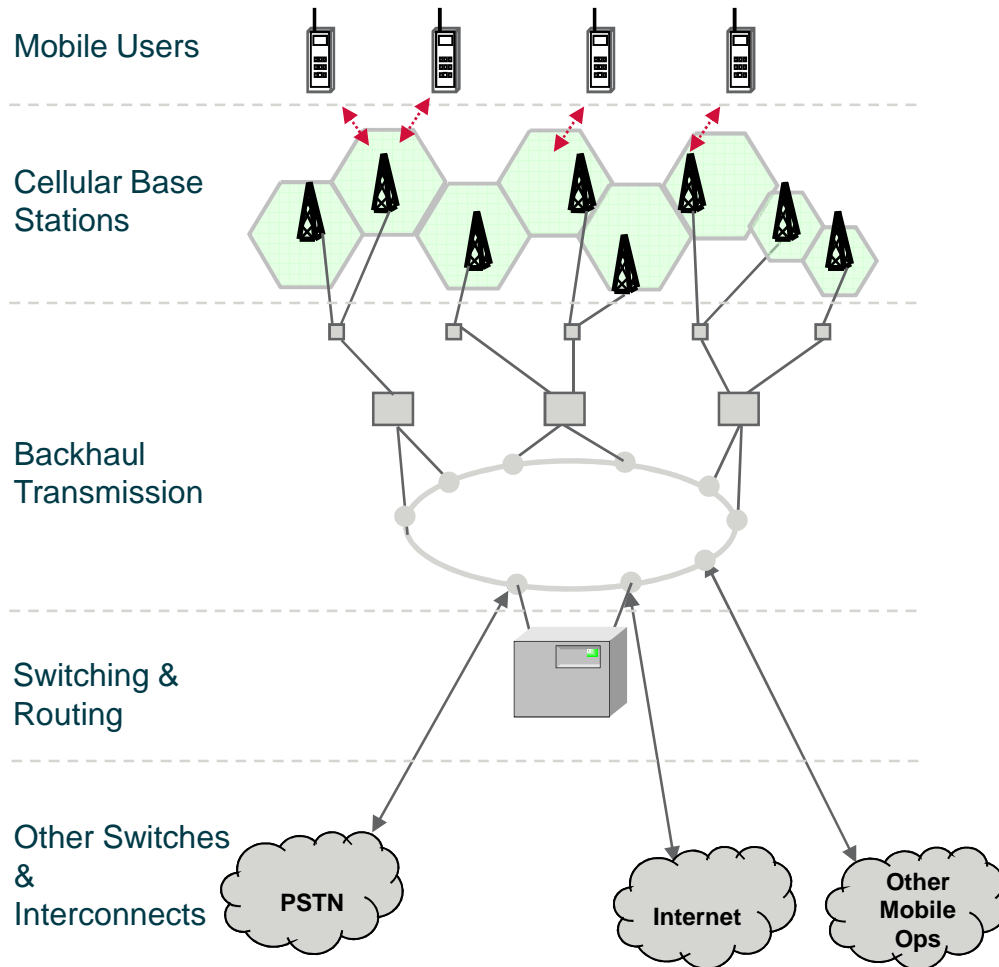 Mobile Users
Cellular Base
Stations
Backhaul
Transmission
Switching &
Routing
Other Switches
&
Interconnects
PSTN
Internet
Other
Mobile
Ops